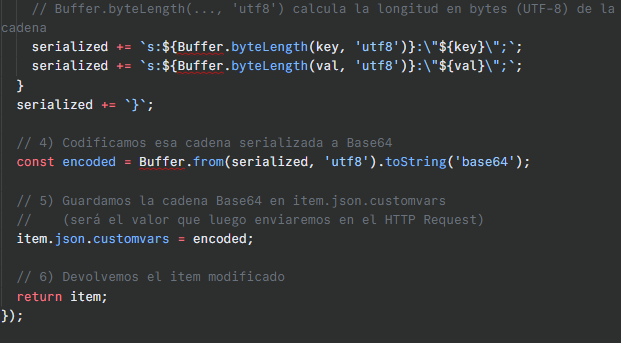 // Buffer.byteLength(..., 'utf8') calcula la longitud en bytes (UTF-8) de la
cadena
    serialized += `s:${Buffer.byteLength(key, 'utf8')}:\"${key}\";`;
    serialized += `s:${Buffer.byteLength(val, 'utf8')}:\"${val}\";`;
  }
  serialized += `}`;

  // 4) Codificamos esa cadena serializada a Base64
  const encoded = Buffer.from(serialized, 'utf8').toString('base64');

  // 5) Guardamos la cadena Base64 en item.json.customvars
  //    (será el valor que luego enviaremos en el HTTP Request)
  item.json.customvars = encoded;

  // 6) Devolvemos el item modificado
  return item;
});